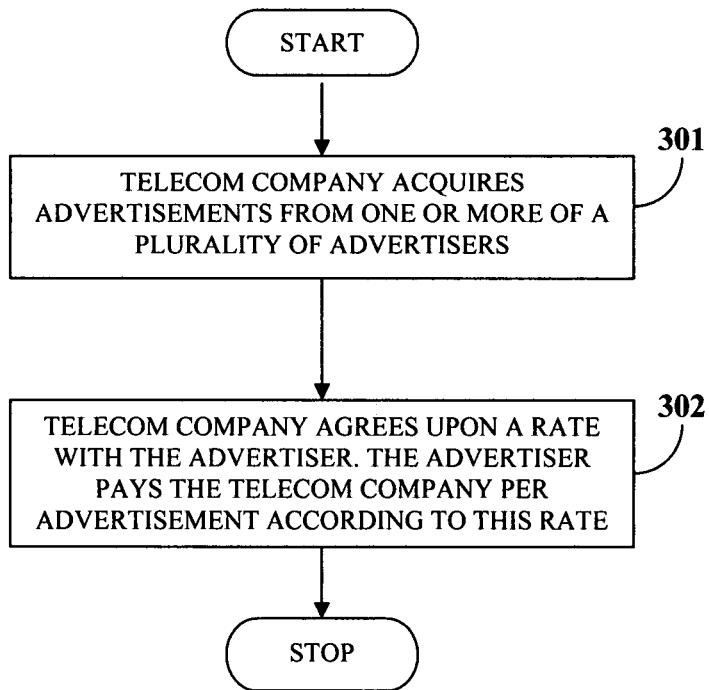 START
301
TELECOM COMPANY ACQUIRES
ADVERTISEMENTS FROM ONE OR MORE OF A
PLURALITY OF ADVERTISERS
302
TELECOM COMPANY AGREES UPON A RATE
WITH THE ADVERTISER. THE ADVERTISER
PAYS THE TELECOM COMPANY PER
ADVERTISEMENT ACCORDING TO THIS RATE
STOP